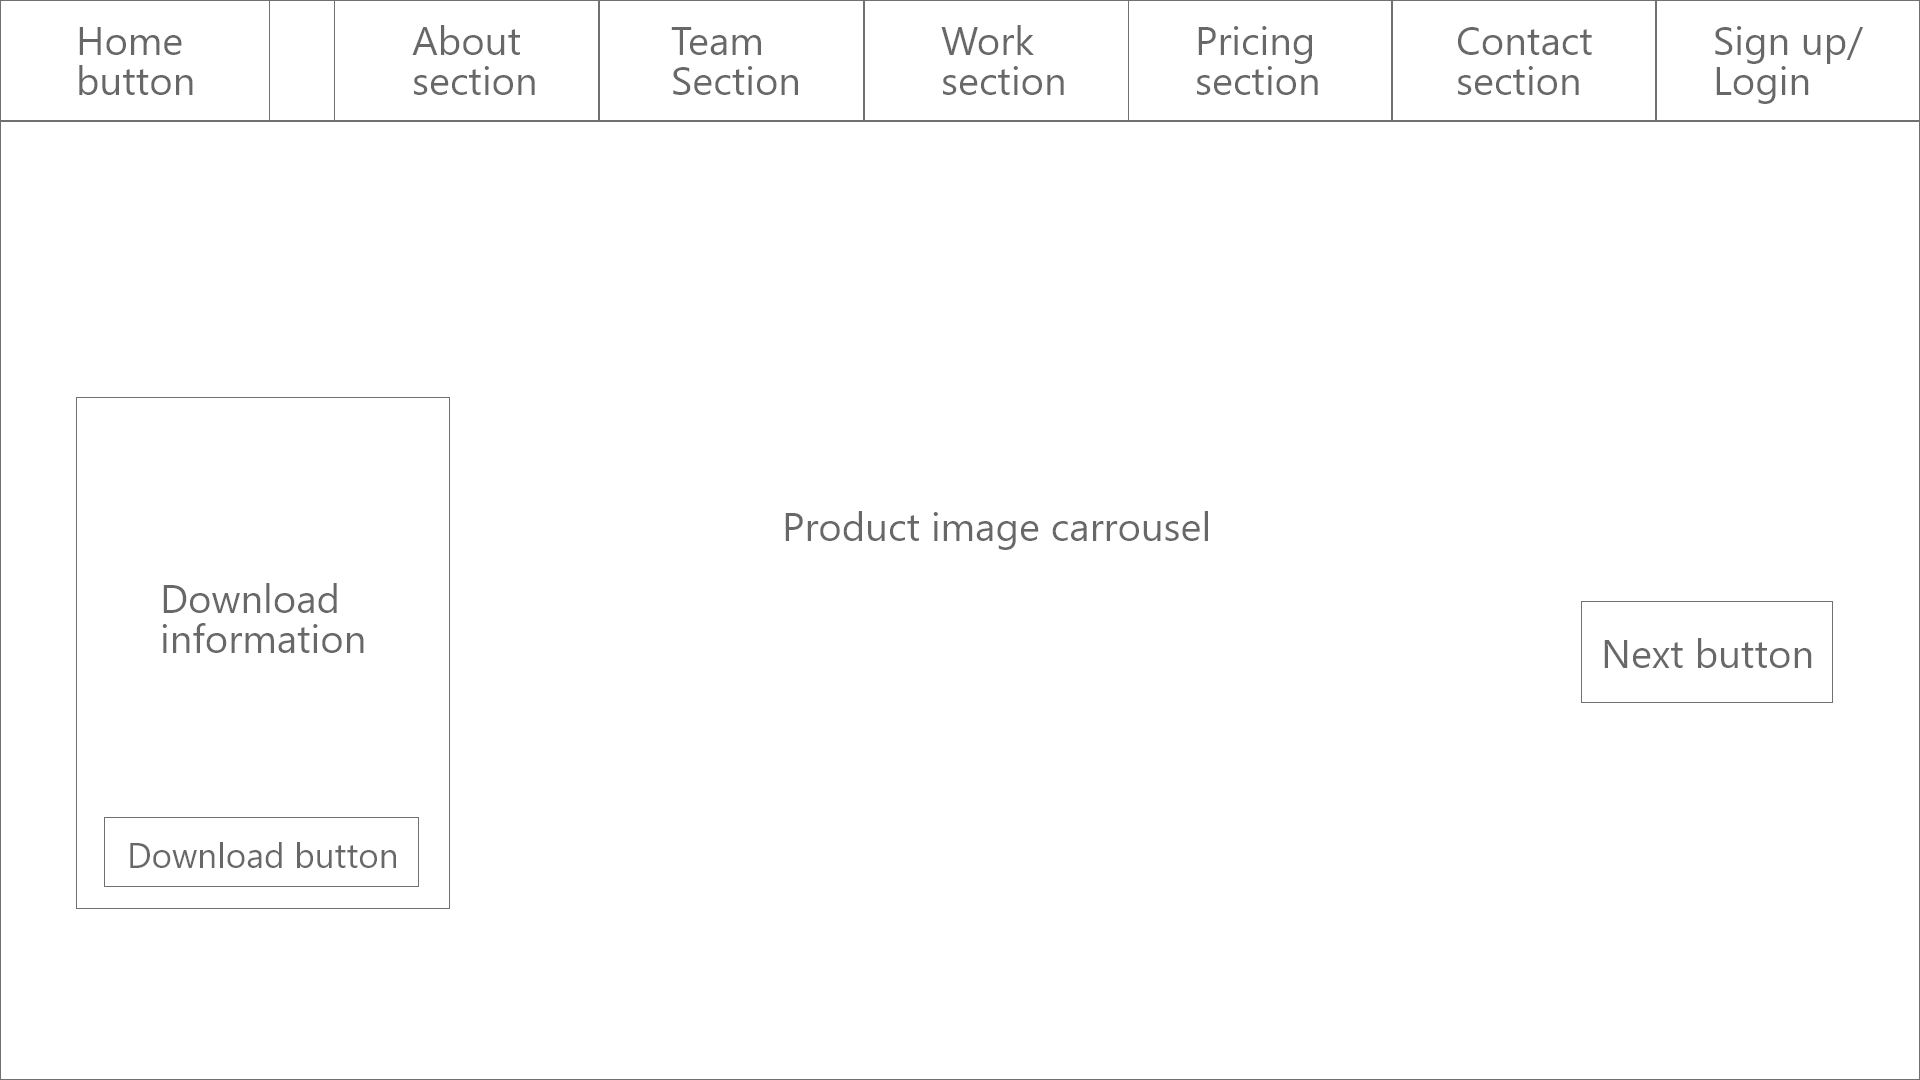 Home
button
About
section
Team
Section
Work
section
Pricing
section
Contact
section
Sign up/
Login
Product image carrousel
Download
information
Next button
Download button